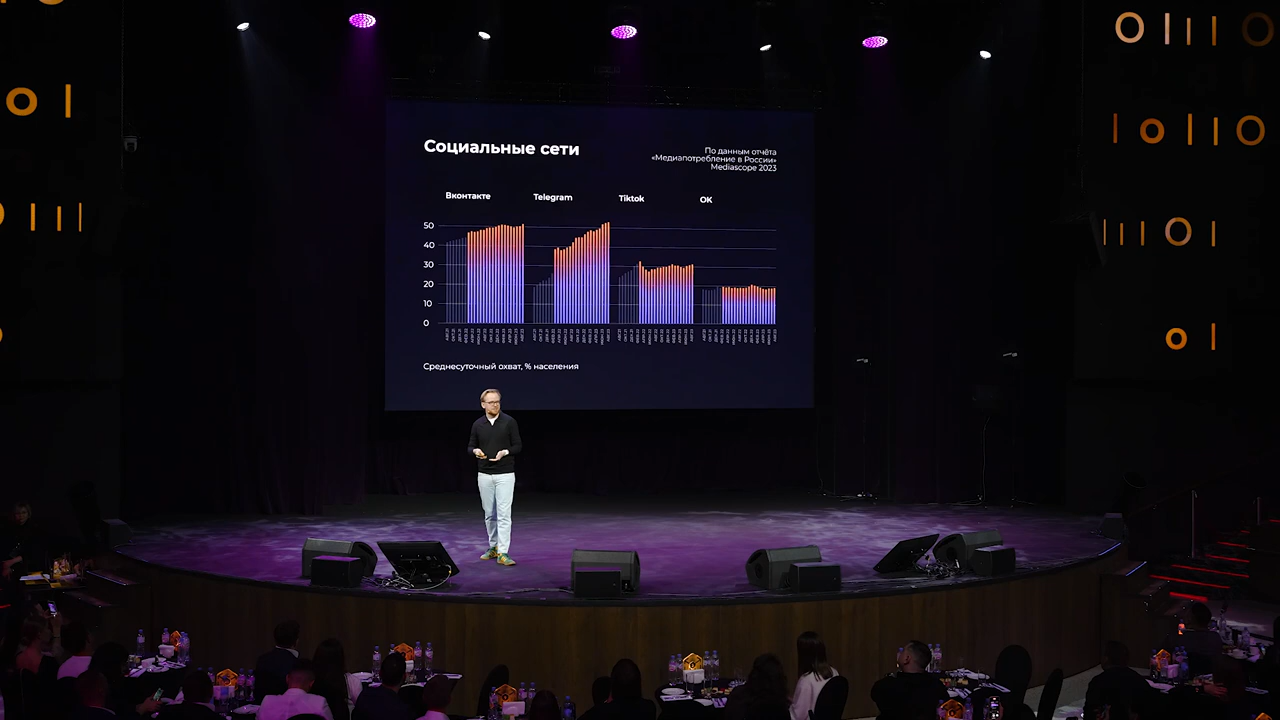 Социальные сети
По данным отчёта
«Медиапотребление в России»
Mediascope 2023
Вконтакте Telegram Tiktok OK
50
40
30
20
10
0
Среднесуточный охват, % населения